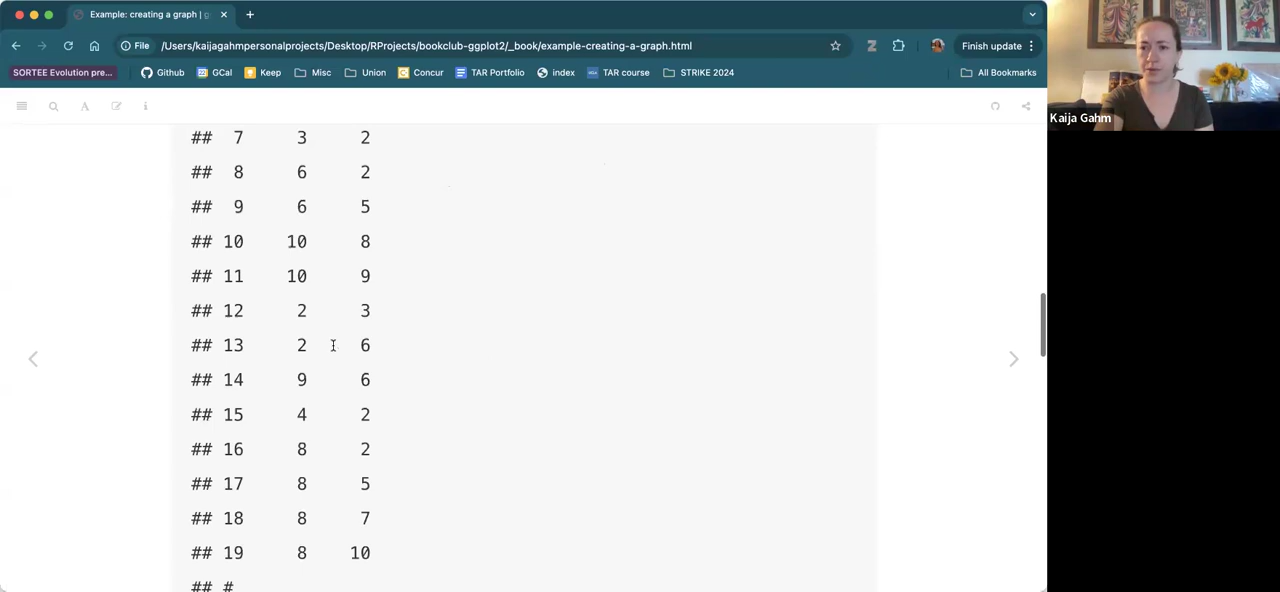 Example: creating a graph | g
/Users/kaijagahmpersonalprojects/Desktop/RProjects/bookclub-ggplot2/_book/example-creating-a-graph.html
File
Finish update
SORTEE Evolution pre...
Github
GCal
Keep
Misc
Union
Concur
TAR Portfolio
index
TAR course
STRIKE 2024
All Bookmarks
Kaija Gahm
## 7 3 2
## 8 6 2
## 9 6 5
## 10 10 8
## 11 10 9
## 12 2 3
## 13 2 6
## 14 9 6
## 15 4 2
## 16 8 2
## 17 8 5
## 18 8 7
## 19 8 10
## #